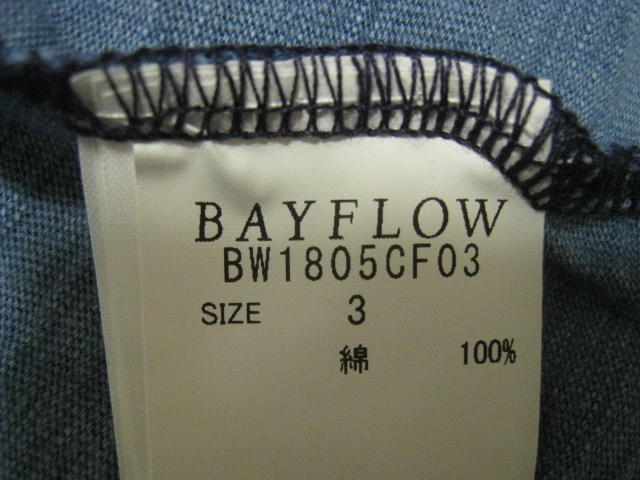 BAYFLOW
BW1805CF03
SIZE 3
綿 100%